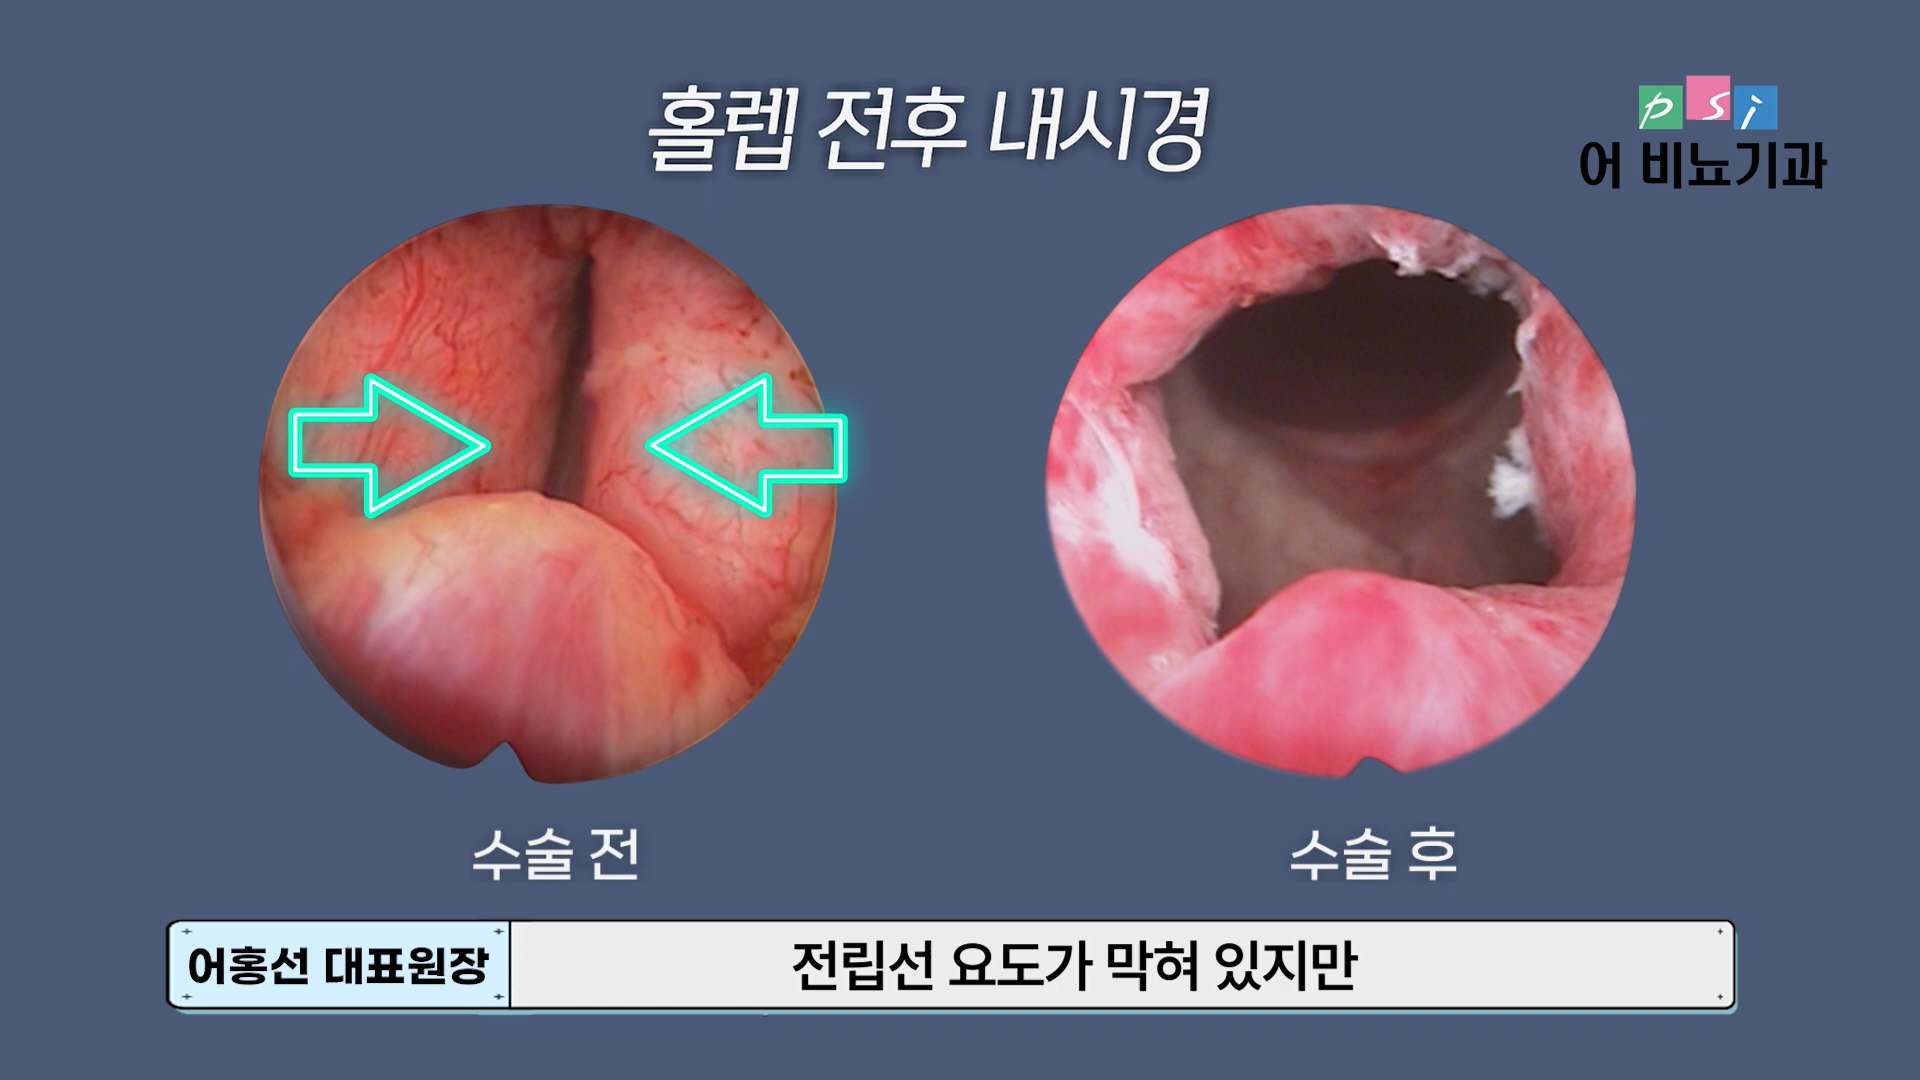 홀렙 전후 내시경
psi
어 비뇨기과
수술 전
수술 후
어홍선 대표원장
전립선 요도가 막혀 있지만